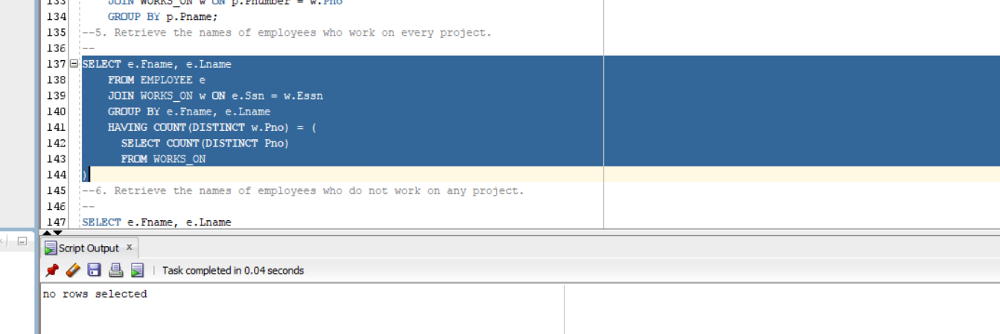 133 JOIN WORKS_ON w ON p.Pnumber = w.Pno
134 GROUP BY p.Pname;
135 --5. Retrieve the names of employees who work on every project.
136 --
137 SELECT e.Fname, e.Lname
138 FROM EMPLOYEE e
139 JOIN WORKS_ON w ON e.Ssn = w.Essn
140 GROUP BY e.Fname, e.Lname
141 HAVING COUNT(DISTINCT w.Pno) = (
142 SELECT COUNT(DISTINCT Pno)
143 FROM WORKS_ON
144 )
145 --6. Retrieve the names of employees who do not work on any project.
146 --
147 SELECT e.Fname, e.Lname
Script Output x
Task completed in 0.04 seconds
no rows selected